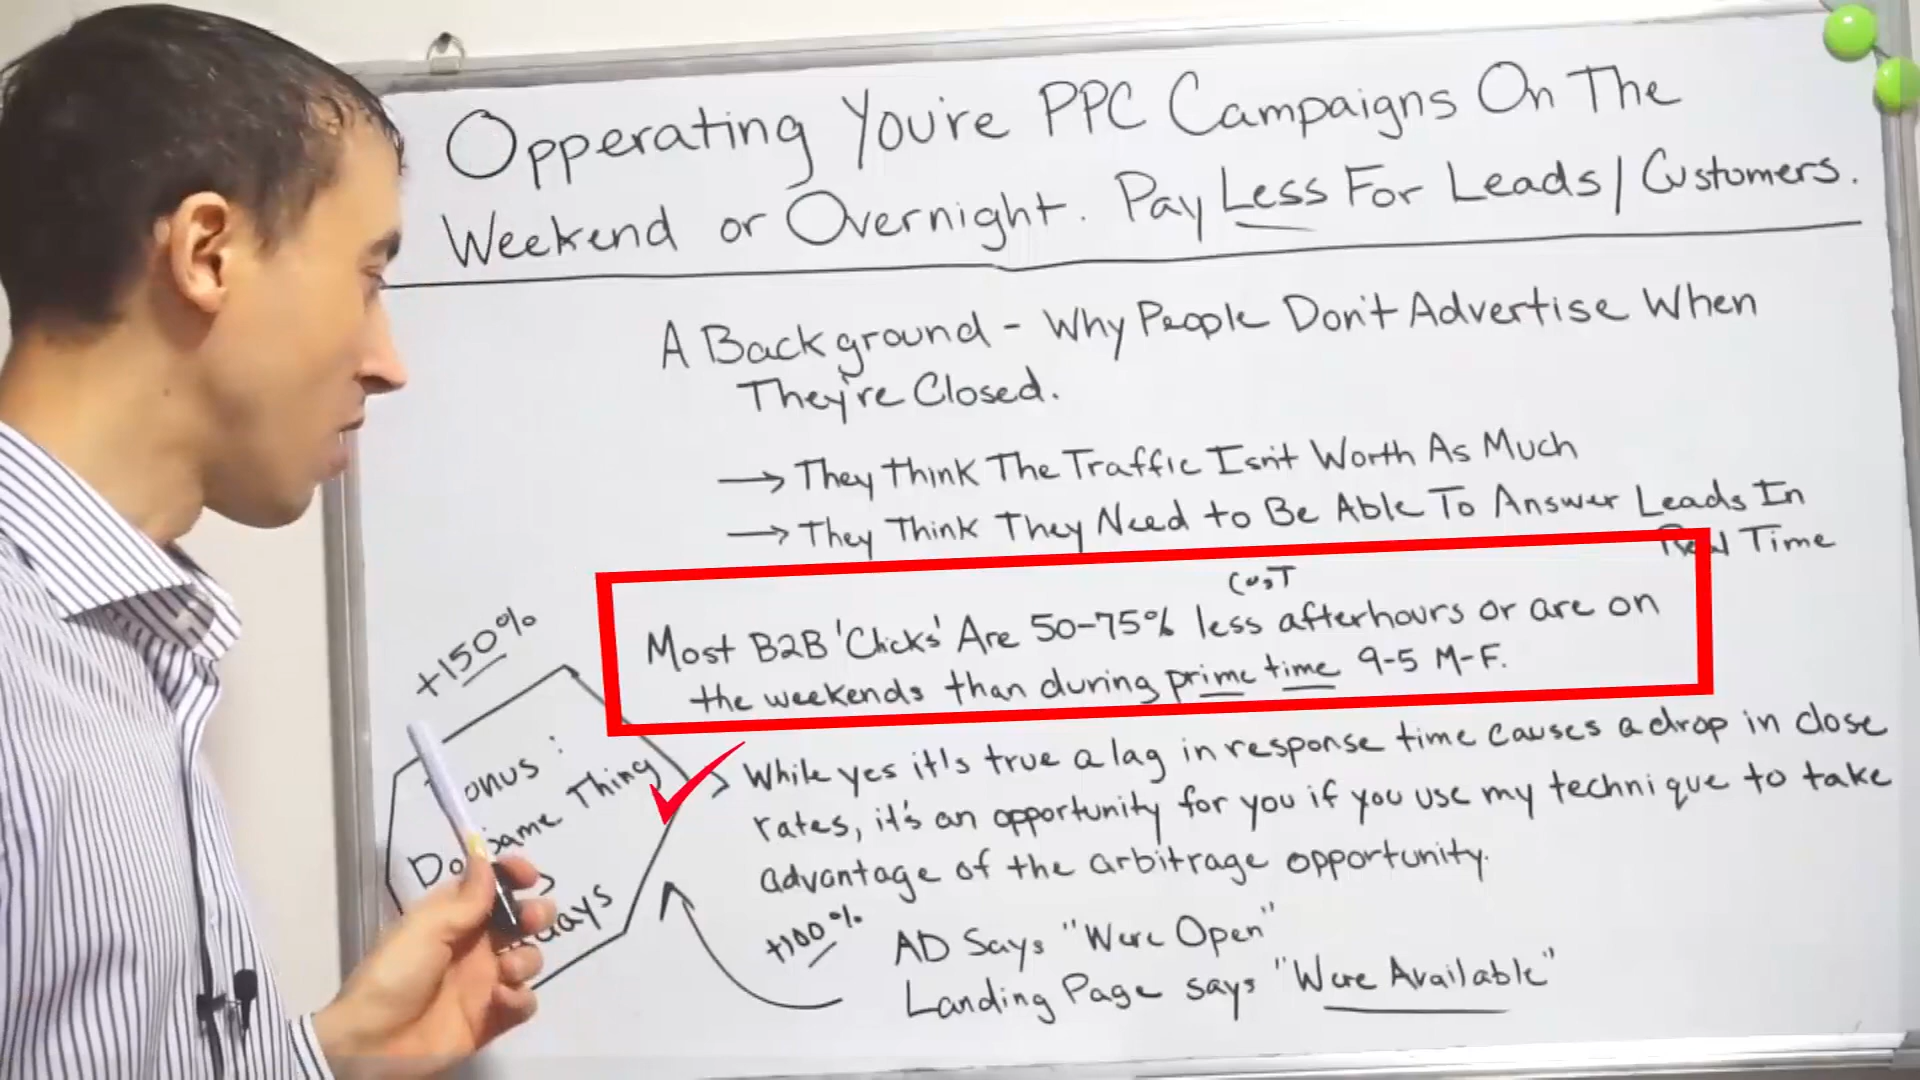 Opperating You're PPC Campaigns On The
Weekend or Overnight. Pay Less For Leads/Customers.
A Background - Why People Don't Advertise When
They're Closed.
→ They Think The Traffic Isn't Worth As Much
→ They Think They Need to Be Able To Answer Leads In
Real Time
Cost
Most B2B 'Clicks' Are 50-75% less afterhours or are on
the weekends than during prime time 9-5 M-F.
While yes it's true a lag in response time causes a drop in close
rates, it's an opportunity for you if you use my technique to take
advantage of the arbitrage opportunity.
+100%
AD Says "We're Open"
Landing Page says "We're Available"
+150%
onus:
Do Same Thing
days